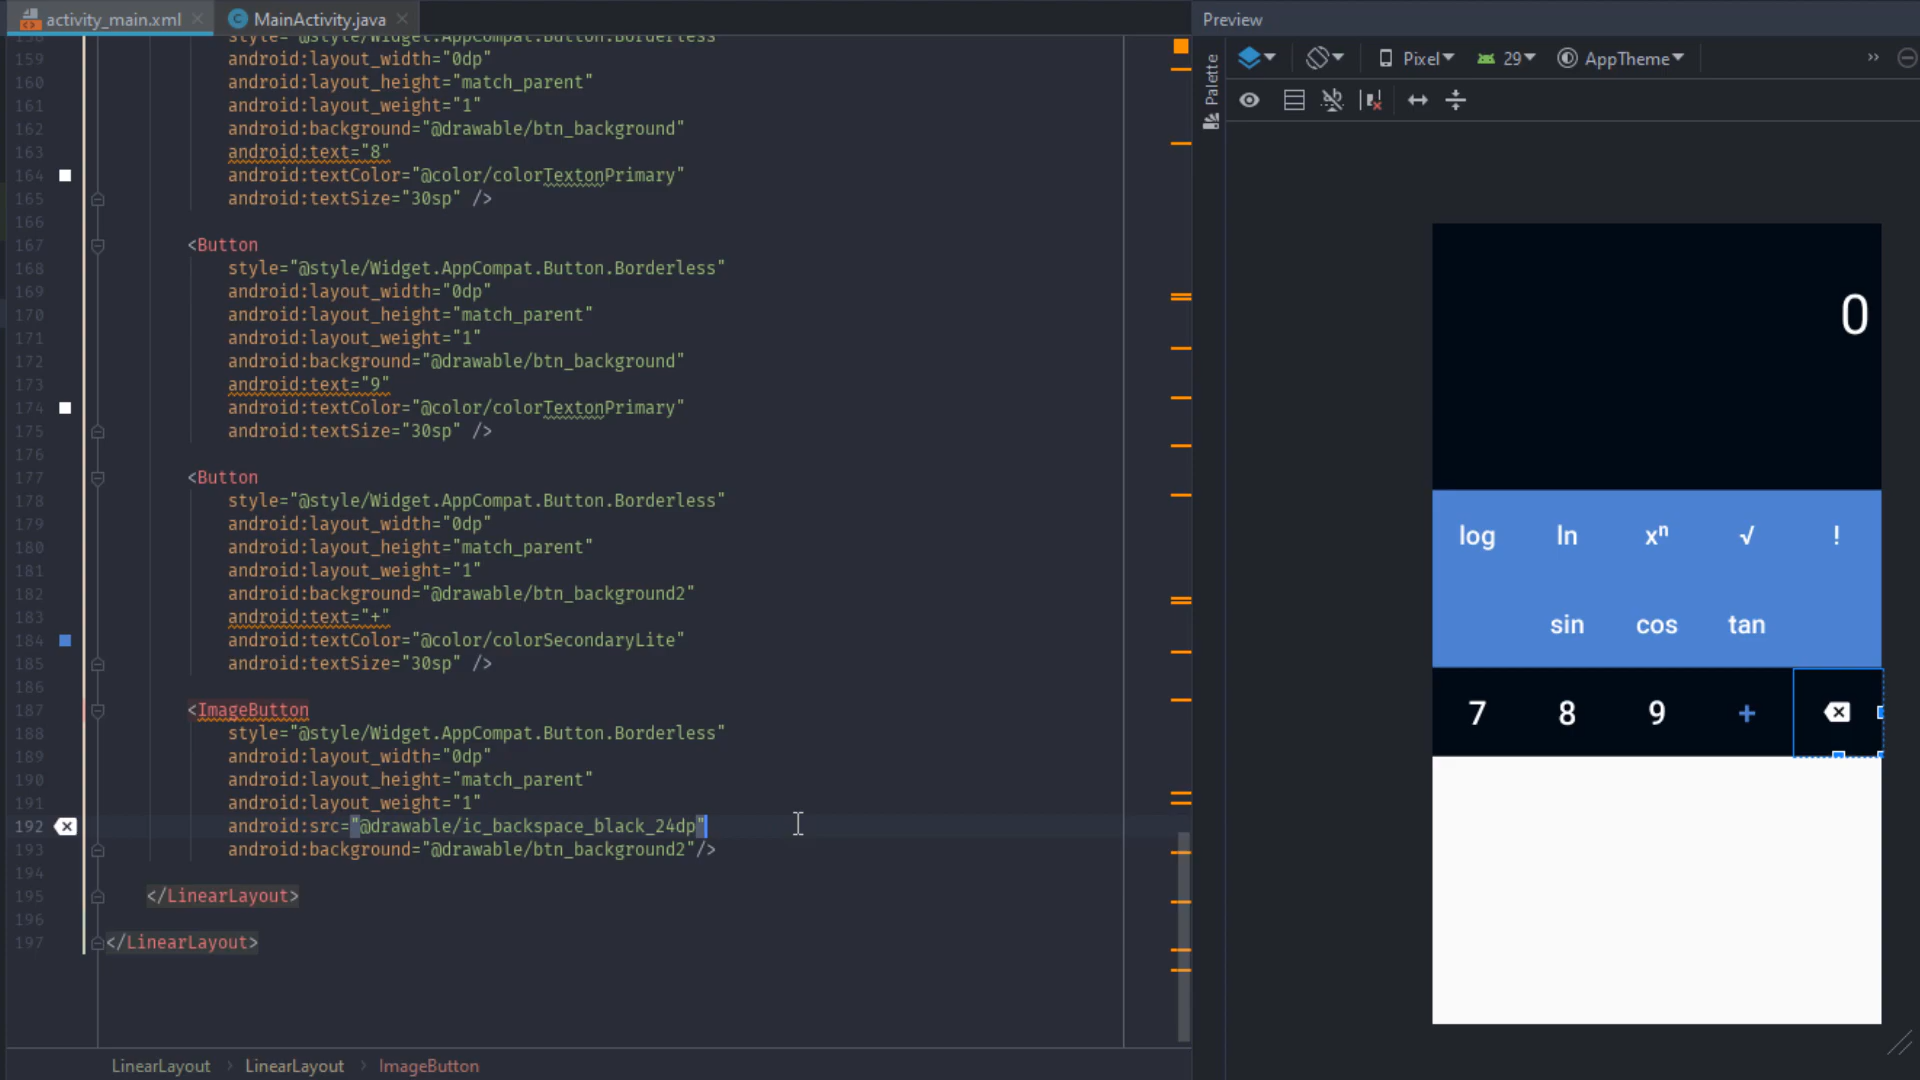 activity_main.xml
MainActivity.java
158 style="@style/Widget.AppCompat.Button.Borderless"
159 android:layout_width="0dp"
160 android:layout_height="match_parent"
161 android:layout_weight="1"
162 android:background="@drawable/btn_background"
163 android:text="8"
164 android:textColor="@color/colorTextonPrimary"
165 android:textSize="30sp" />
166
167 <Button
168 style="@style/Widget.AppCompat.Button.Borderless"
169 android:layout_width="0dp"
170 android:layout_height="match_parent"
171 android:layout_weight="1"
172 android:background="@drawable/btn_background"
173 android:text="9"
174 android:textColor="@color/colorTextonPrimary"
175 android:textSize="30sp" />
176
177 <Button
178 style="@style/Widget.AppCompat.Button.Borderless"
179 android:layout_width="0dp"
180 android:layout_height="match_parent"
181 android:layout_weight="1"
182 android:background="@drawable/btn_background2"
183 android:text="+"
184 android:textColor="@color/colorSecondaryLite"
185 android:textSize="30sp" />
186
187 <ImageButton
188 style="@style/Widget.AppCompat.Button.Borderless"
189 android:layout_width="0dp"
190 android:layout_height="match_parent"
191 android:layout_weight="1"
192 android:src="@drawable/ic_backspace_black_24dp"
193 android:background="@drawable/btn_background2"/>
194
195 </LinearLayout>
196
197 </LinearLayout>
LinearLayout › LinearLayout › ImageButton
Preview
Palette
Pixel 29 AppTheme »
0
log ln xⁿ √ !
sin cos tan
7 8 9 +